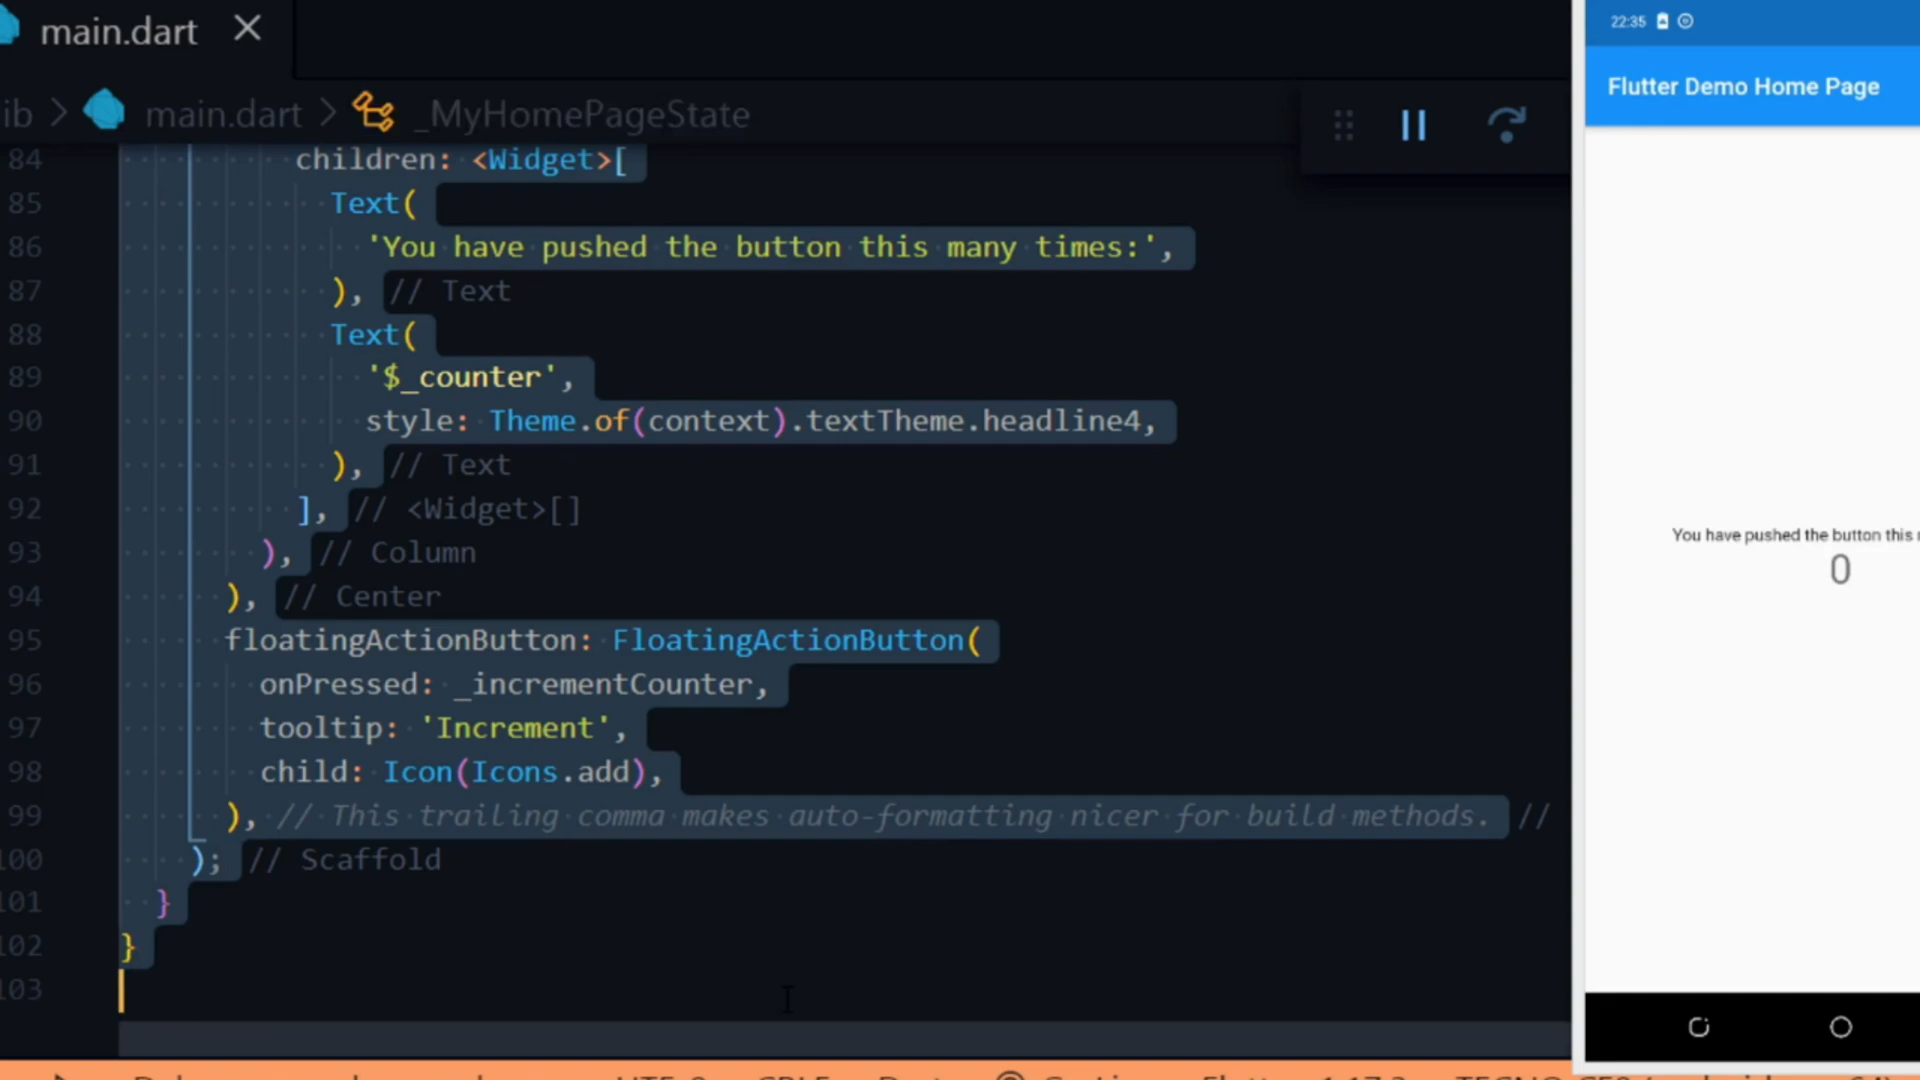 main.dart
ib > main.dart > _MyHomePageState
84 children: <Widget>[
85 Text(
86 'You have pushed the button this many times:',
87 ), // Text
88 Text(
89 '$_counter',
90 style: Theme.of(context).textTheme.headline4,
91 ), // Text
92 ], // <Widget>[]
93 ), // Column
94 ), // Center
95 floatingActionButton: FloatingActionButton(
96 onPressed: _incrementCounter,
97 tooltip: 'Increment',
98 child: Icon(Icons.add),
99 ), // This trailing comma makes auto-formatting nicer for build methods. //
100 ); // Scaffold
101 }
102 }
103
22:35
Flutter Demo Home Page
You have pushed the button this
0